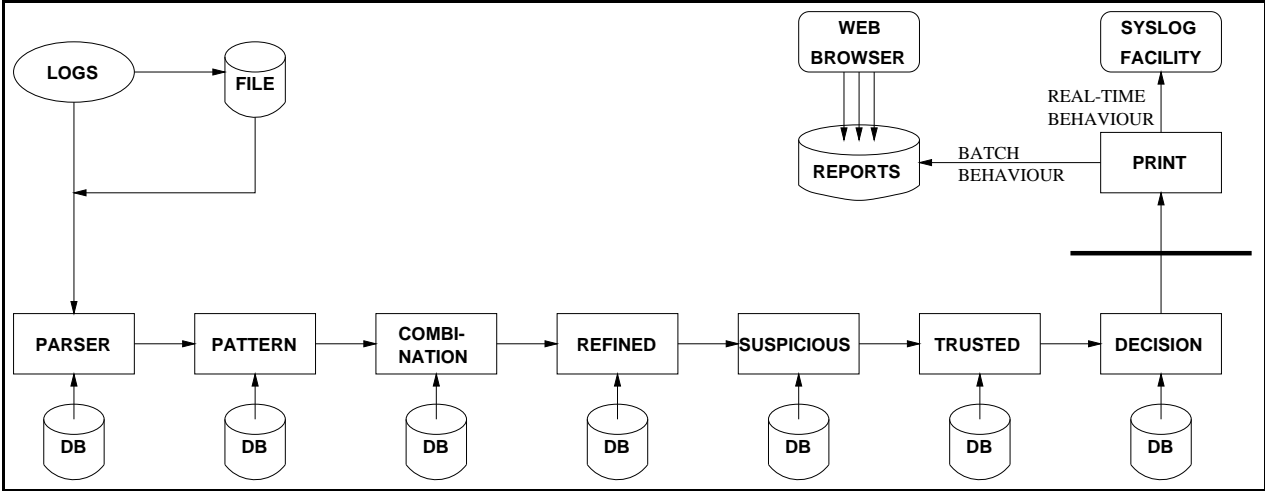 LOGS
FILE
WEB
BROWSER
SYSLOG
FACILITY
REAL-TIME
BEHAVIOUR
REPORTS
BATCH
BEHAVIOUR
PRINT
PARSER
PATTERN
COMBI-
NATION
REFINED
SUSPICIOUS
TRUSTED
DECISION
DB
DB
DB
DB
DB
DB
DB